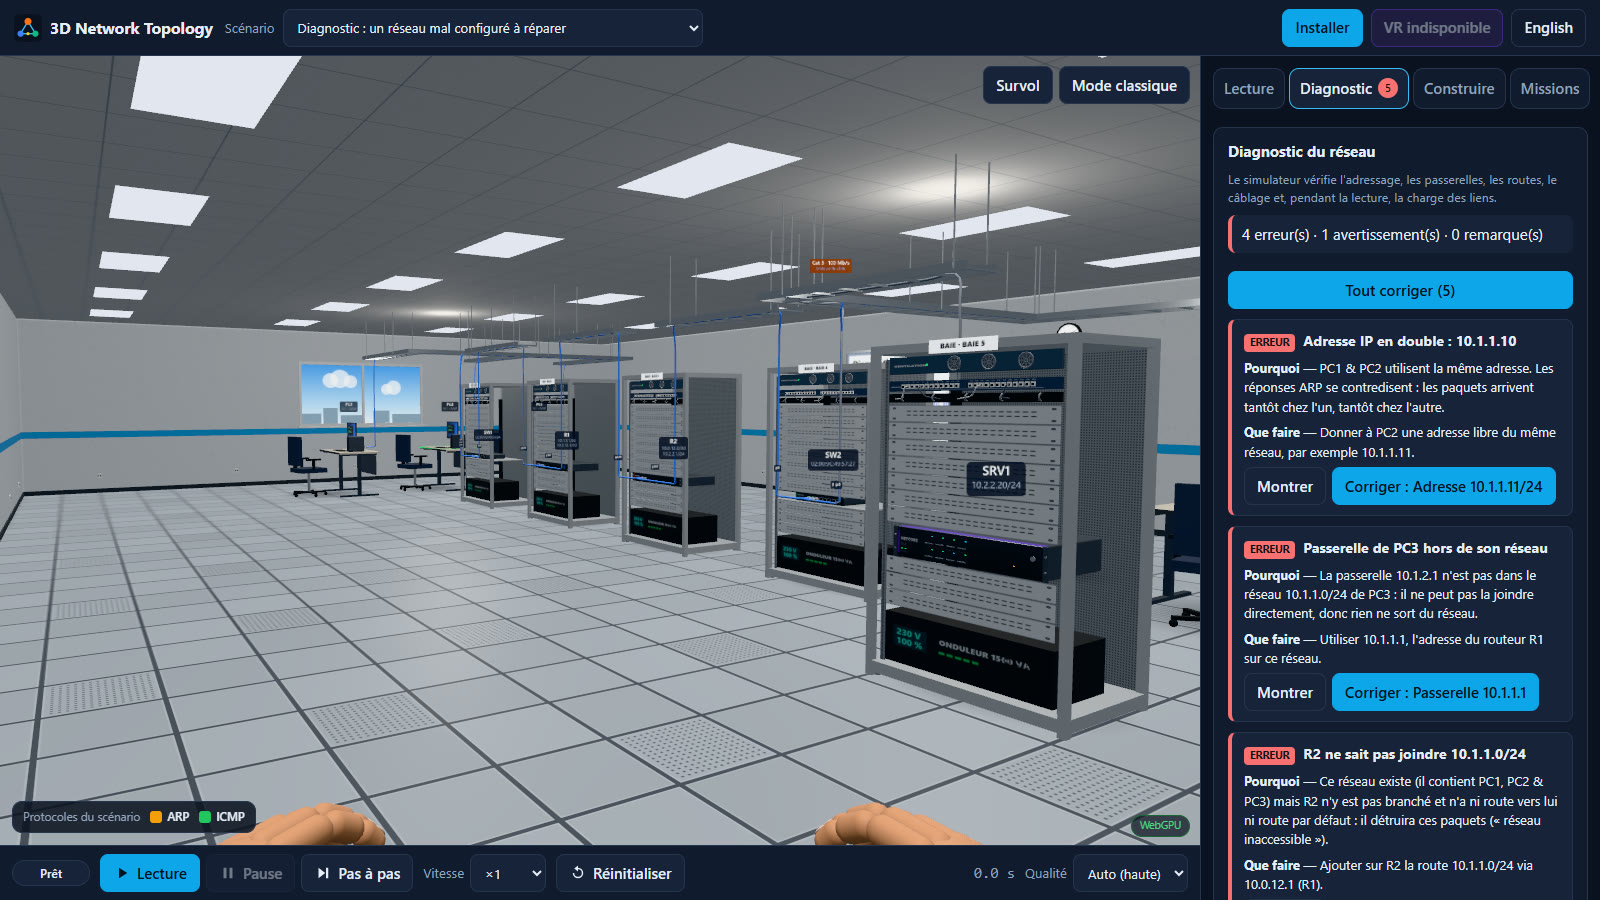 3D Network Topology
Scénario
Diagnostic : un réseau mal configuré à réparer
Installer
VR indisponible
English
Survol
Mode classique
Lecture
Diagnostic 5
Construire
Missions
Diagnostic du réseau
Le simulateur vérifie l'adressage, les passerelles, les routes, le
câblage et, pendant la lecture, la charge des liens.
4 erreur(s) · 1 avertissement(s) · 0 remarque(s)
Tout corriger (5)
ERREUR Adresse IP en double : 10.1.1.10
Pourquoi — PC1 & PC2 utilisent la même adresse. Les
réponses ARP se contredisent : les paquets arrivent
tantôt chez l'un, tantôt chez l'autre.
Que faire — Donner à PC2 une adresse libre du même
réseau, par exemple 10.1.1.11.
Montrer
Corriger : Adresse 10.1.1.11/24
ERREUR Passerelle de PC3 hors de son réseau
Pourquoi — La passerelle 10.1.2.1 n'est pas dans le
réseau 10.1.1.0/24 de PC3 : il ne peut pas la joindre
directement, donc rien ne sort du réseau.
Que faire — Utiliser 10.1.1.1, l'adresse du routeur R1
sur ce réseau.
Montrer
Corriger : Passerelle 10.1.1.1
ERREUR R2 ne sait pas joindre 10.1.1.0/24
Pourquoi — Ce réseau existe (il contient PC1, PC2 &
PC3) mais R2 n'y est pas branché et n'a ni route vers lui
ni route par défaut : il détruira ces paquets (« réseau
inaccessible »).
Que faire — Ajouter sur R2 la route 10.1.1.0/24 via
10.0.12.1 (R1).
BAIE - BAIE 5
SW1
R1
R2
SW2
SRV1
10.2.2.20/24
230 V
100 %
ONDULEUR 1500 VA
Protocoles du scénario
ARP
ICMP
WebGPU
Prêt
Lecture
Pause
Pas à pas
Vitesse
×1
Réinitialiser
0.0 s
Qualité
Auto (haute)